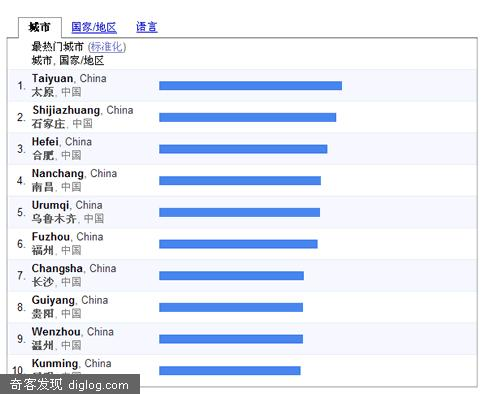 城市 国家/地区 语言
最热门城市 (标准化)
城市, 国家/地区
1. Taiyuan, China
太原, 中国
2. Shijiazhuang, China
石家庄, 中国
3. Hefei, China
合肥, 中国
4. Nanchang, China
南昌, 中国
5. Urumqi, China
乌鲁木齐, 中国
6. Fuzhou, China
福州, 中国
7. Changsha, China
长沙, 中国
8. Guiyang, China
贵阳, 中国
9. Wenzhou, China
温州, 中国
10. Kunming, China
奇客发现 diglog.com